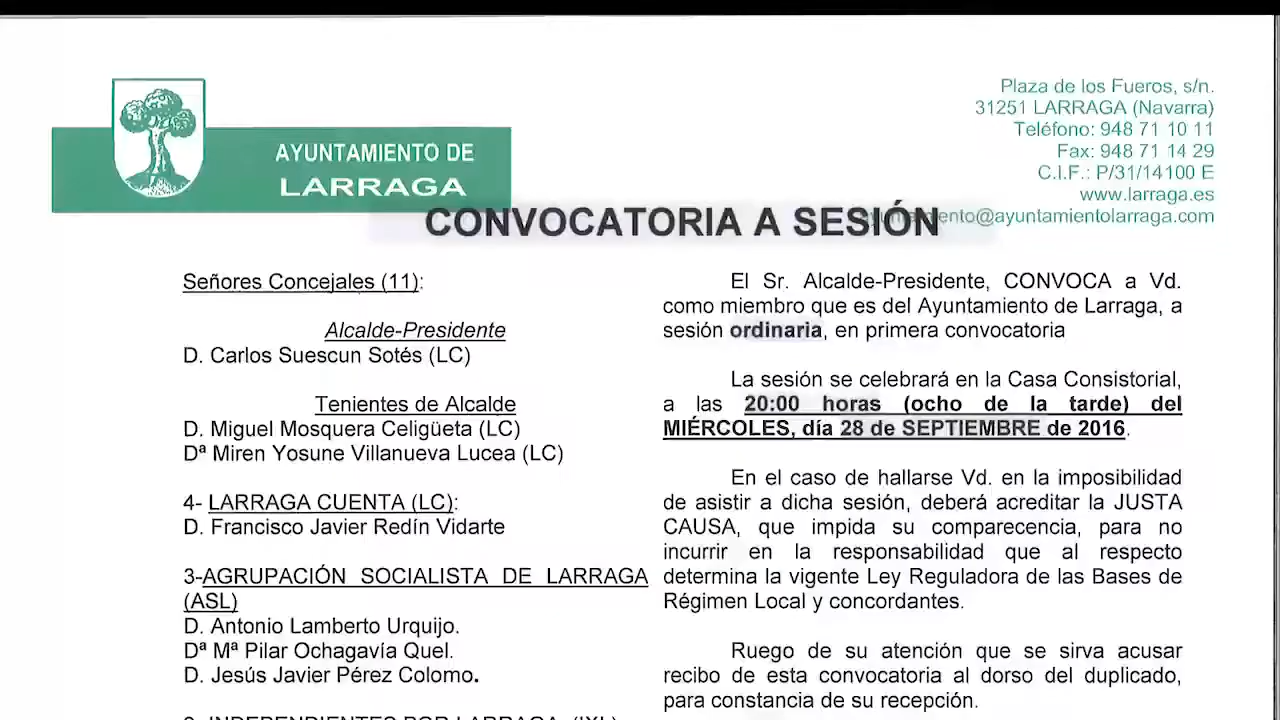 AYUNTAMIENTO DE
LARRAGA
Plaza de los Fueros, s/n.
31251 LARRAGA (Navarra)
Teléfono: 948 71 10 11
Fax: 948 71 14 29
C.I.F.: P/31/14100 E
www.larraga.es
ayuntamiento@ayuntamientolarraga.com
CONVOCATORIA A SESIÓN
Señores Concejales (11):
Alcalde-Presidente
D. Carlos Suescun Sotés (LC)
Tenientes de Alcalde
D. Miguel Mosquera Celigüeta (LC)
Dª Miren Yosune Villanueva Lucea (LC)
4- LARRAGA CUENTA (LC):
D. Francisco Javier Redín Vidarte
3-AGRUPACIÓN SOCIALISTA DE LARRAGA
(ASL)
D. Antonio Lamberto Urquijo.
Dª Mª Pilar Ochagavía Quel.
D. Jesús Javier Pérez Colomo.
2- INDEPENDIENTES POR LARRAGA (IXL)
El Sr. Alcalde-Presidente, CONVOCA a Vd.
como miembro que es del Ayuntamiento de Larraga, a
sesión ordinaria, en primera convocatoria
La sesión se celebrará en la Casa Consistorial,
a las 20:00 horas (ocho de la tarde) del
MIÉRCOLES, día 28 de SEPTIEMBRE de 2016.
En el caso de hallarse Vd. en la imposibilidad
de asistir a dicha sesión, deberá acreditar la JUSTA
CAUSA, que impida su comparecencia, para no
incurrir en la responsabilidad que al respecto
determina la vigente Ley Reguladora de las Bases de
Régimen Local y concordantes.
Ruego de su atención que se sirva acusar
recibo de esta convocatoria al dorso del duplicado,
para constancia de su recepción.